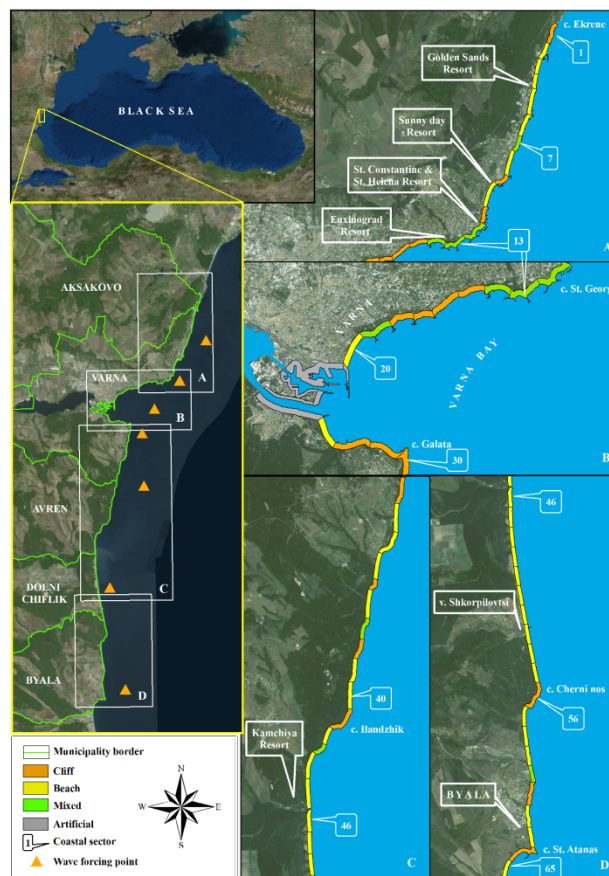 BLACK SEA
AKSAKOVO
VARNA
AVREN
DOLNI
CHIFLIK
BYALA
A
B
C
D
Municipality border
Cliff
Beach
Mixed
Artificial
1 Coastal sector
Wave forcing point
N
W
E
S
c. Ekrene
1
Golden Sands
Resort
Sunny day
Resort
7
St. Constantine &
St. Helena Resort
Euxinograd
Resort
13
A
c. St. Georg
VARNA
20
VARNA BAY
c. Galata
30
B
40
c. Ilandzhik
Kamchiya
Resort
46
C
46
v. Shkorpilovtsi
c. Cherni nos
56
BYALA
c. St. Atanas
65
D